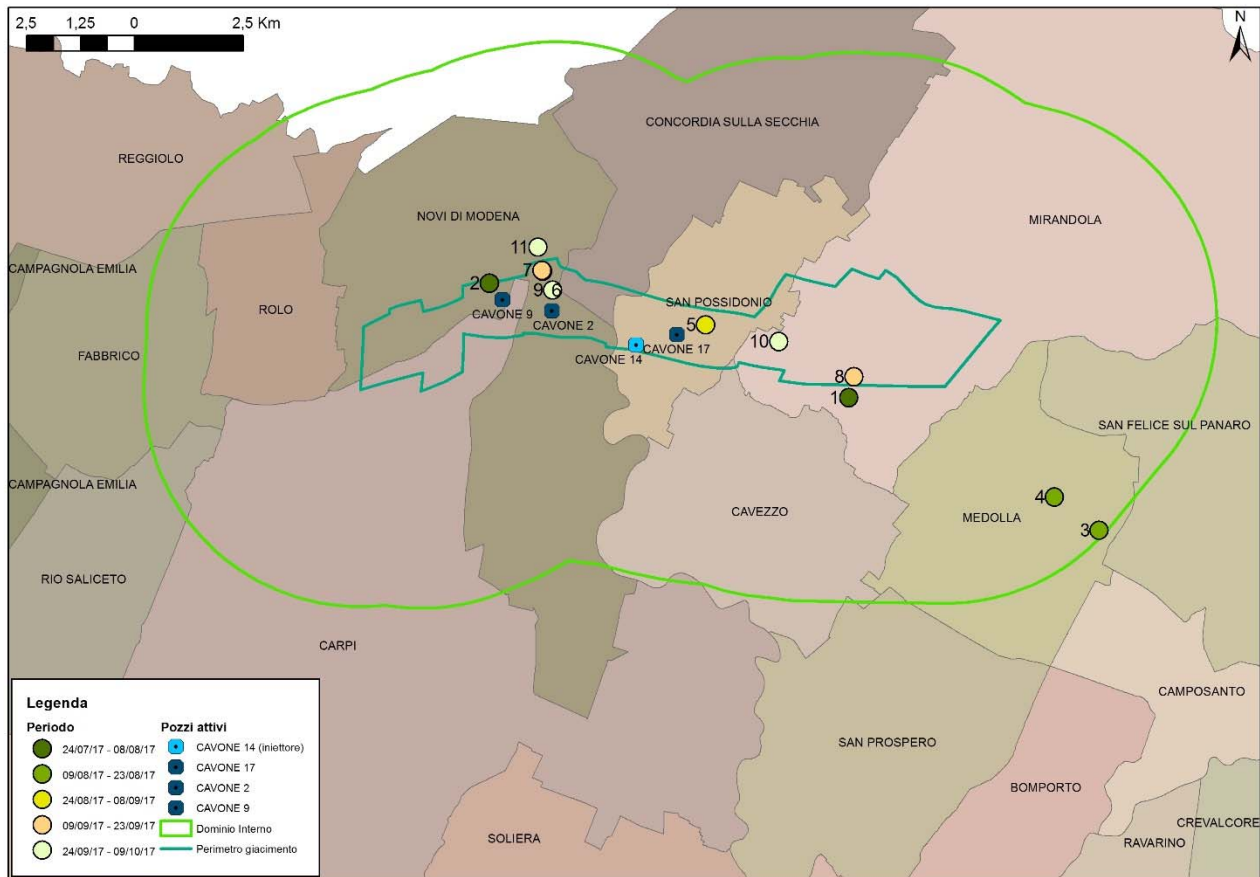 2,5 1,25 0 2,5 Km
N
CONCORDIA SULLA SECCHIA
REGGIOLO
NOVI DI MODENA
MIRANDOLA
11
CAMPAGNOLA EMILIA
7
2
9 6
ROLO
CAVONE 9
SAN POSSIDONIO
CAVONE 2
5
10
FABBRICO
CAVONE 17
CAVONE 14
8
1
SAN FELICE SUL PANARO
CAMPAGNOLA EMILIA
4
CAVEZZO
MEDOLLA
3
RIO SALICETO
CARPI
CAMPOSANTO
SAN PROSPERO
BOMPORTO
CREVALCORE
SOLIERA
RAVARINO
Legenda
Periodo
24/07/17 - 08/08/17
09/08/17 - 23/08/17
24/08/17 - 08/09/17
09/09/17 - 23/09/17
24/09/17 - 09/10/17
Pozzi attivi
CAVONE 14 (iniettore)
CAVONE 17
CAVONE 2
CAVONE 9
Dominio Interno
Perimetro giacimento